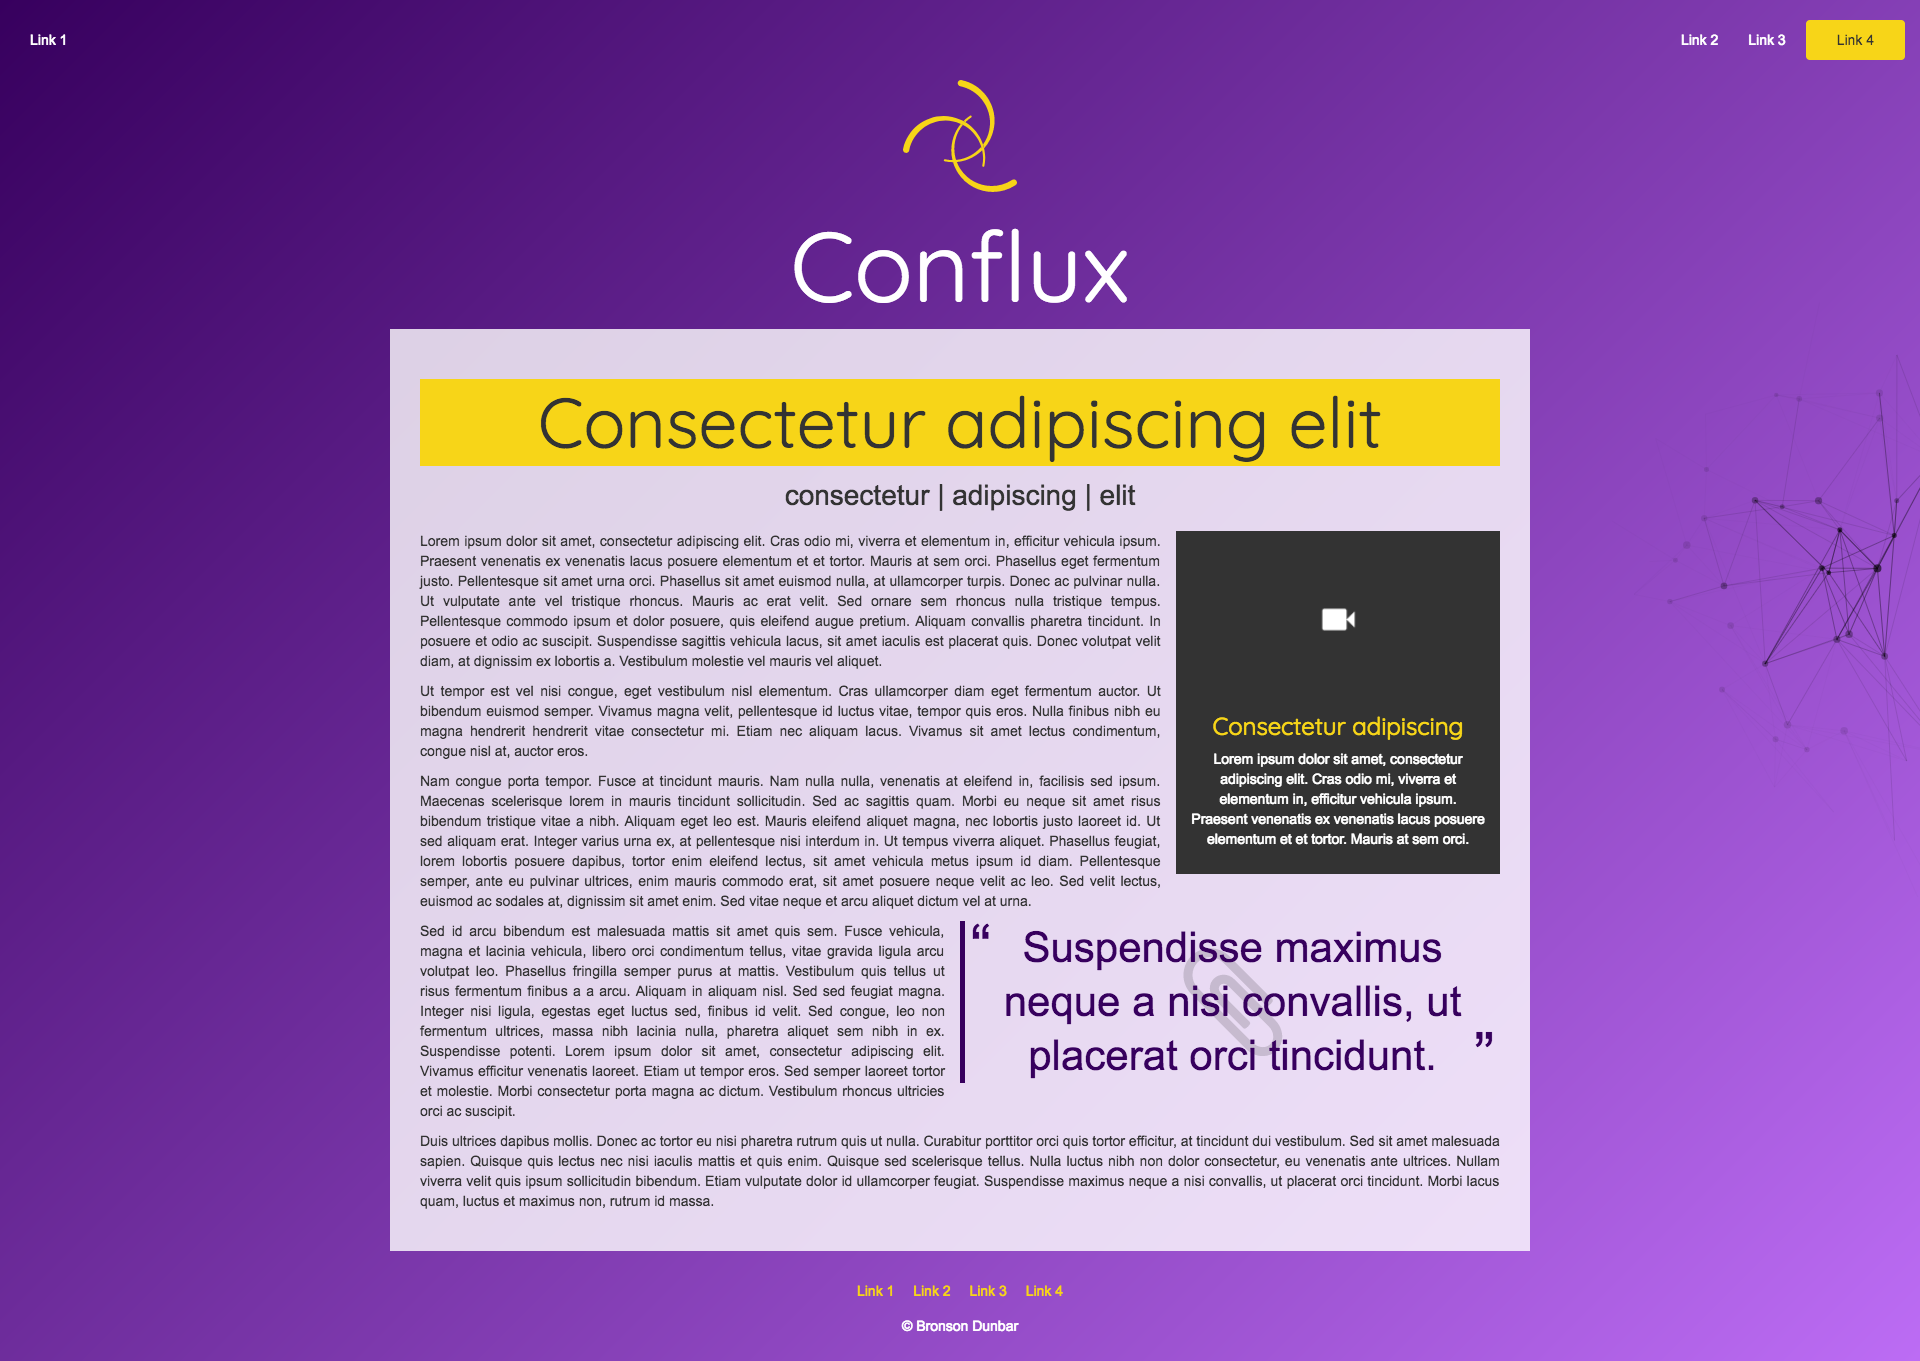 Link 1
Link 2
Link 3
Link 4
Conflux
Consectetur adipiscing elit
consectetur | adipiscing | elit
Lorem ipsum dolor sit amet, consectetur adipiscing elit. Cras odio mi, viverra et elementum in, efficitur vehicula ipsum.
Praesent venenatis ex venenatis lacus posuere elementum et et tortor. Mauris at sem orci. Phasellus eget fermentum
justo. Pellentesque sit amet urna orci. Phasellus sit amet euismod nulla, at ullamcorper turpis. Donec ac pulvinar nulla.
Ut vulputate ante vel tristique rhoncus. Mauris ac erat velit. Sed ornare sem rhoncus nulla tristique tempus.
Pellentesque commodo ipsum et dolor posuere, quis eleifend augue pretium. Aliquam convallis pharetra tincidunt. In
posuere et odio ac suscipit. Suspendisse sagittis vehicula lacus, sit amet iaculis est placerat quis. Donec volutpat velit
diam, at dignissim ex lobortis a. Vestibulum molestie vel mauris vel aliquet.
Ut tempor est vel nisi congue, eget vestibulum nisl elementum. Cras ullamcorper diam eget fermentum auctor. Ut
bibendum euismod semper. Vivamus magna velit, pellentesque id luctus vitae, tempor quis eros. Nulla finibus nibh eu
magna hendrerit hendrerit vitae consectetur mi. Etiam nec aliquam lacus. Vivamus sit amet lectus condimentum,
congue nisl at, auctor eros.
Nam congue porta tempor. Fusce at tincidunt mauris. Nam nulla nulla, venenatis at eleifend in, facilisis sed ipsum.
Maecenas scelerisque lorem in mauris tincidunt sollicitudin. Sed ac sagittis quam. Morbi eu neque sit amet risus
bibendum tristique vitae a nibh. Aliquam eget leo est. Mauris eleifend aliquet magna, nec lobortis justo laoreet id. Ut
sed aliquam erat. Integer varius urna ex, at pellentesque nisi interdum in. Ut tempus viverra aliquet. Phasellus feugiat,
lorem lobortis posuere dapibus, tortor enim eleifend lectus, sit amet vehicula metus ipsum id diam. Pellentesque
semper, ante eu pulvinar ultrices, enim mauris commodo erat, sit amet posuere neque velit ac leo. Sed velit lectus,
euismod ac sodales at, dignissim sit amet enim. Sed vitae neque et arcu aliquet dictum vel at urna.
Consectetur adipiscing
Lorem ipsum dolor sit amet, consectetur
adipiscing elit. Cras odio mi, viverra et
elementum in, efficitur vehicula ipsum.
Praesent venenatis ex venenatis lacus posuere
elementum et et tortor. Mauris at sem orci.
Sed id arcu bibendum est malesuada mattis sit amet quis sem. Fusce vehicula,
magna et lacinia vehicula, libero orci condimentum tellus, vitae gravida ligula arcu
volutpat leo. Phasellus fringilla semper purus at mattis. Vestibulum quis tellus ut
risus fermentum finibus a a arcu. Aliquam in aliquam nisl. Sed sed feugiat magna.
Integer nisi ligula, egestas eget luctus sed, finibus id velit. Sed congue, leo non
fermentum ultrices, massa nibh lacinia nulla, pharetra aliquet sem nibh in ex.
Suspendisse potenti. Lorem ipsum dolor sit amet, consectetur adipiscing elit.
Vivamus efficitur venenatis laoreet. Etiam ut tempor eros. Sed semper laoreet tortor
et molestie. Morbi consectetur porta magna ac dictum. Vestibulum rhoncus ultricies
orci ac suscipit.
“ Suspendisse maximus
neque a nisi convallis, ut
placerat orci tincidunt. ”
Duis ultrices dapibus mollis. Donec ac tortor eu nisi pharetra rutrum quis ut nulla. Curabitur porttitor orci quis tortor efficitur, at tincidunt dui vestibulum. Sed sit amet malesuada
sapien. Quisque quis lectus nec nisi iaculis mattis et quis enim. Quisque sed scelerisque tellus. Nulla luctus nibh non dolor consectetur, eu venenatis ante ultrices. Nullam
viverra velit quis ipsum sollicitudin bibendum. Etiam vulputate dolor id ullamcorper feugiat. Suspendisse maximus neque a nisi convallis, ut placerat orci tincidunt. Morbi lacus
quam, luctus et maximus non, rutrum id massa.
Link 1 Link 2 Link 3 Link 4
© Bronson Dunbar